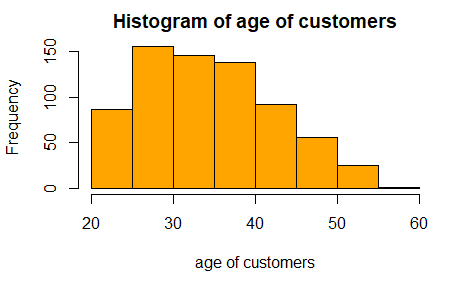 Histogram of age of customers
Frequency
150
100
50
0
20 30 40 50 60
age of customers